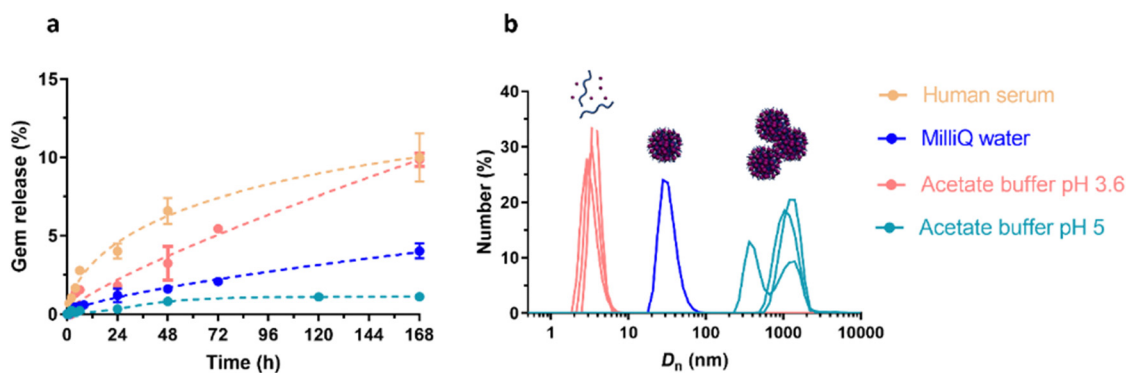 a
15
10
5
0
Gem release (%)
0 24 48 72 96 120 144 168
Time (h)
b
40
30
20
10
0
Number (%)
1 10 100 1000 10000
Dn (nm)
Human serum
MilliQ water
Acetate buffer pH 3.6
Acetate buffer pH 5